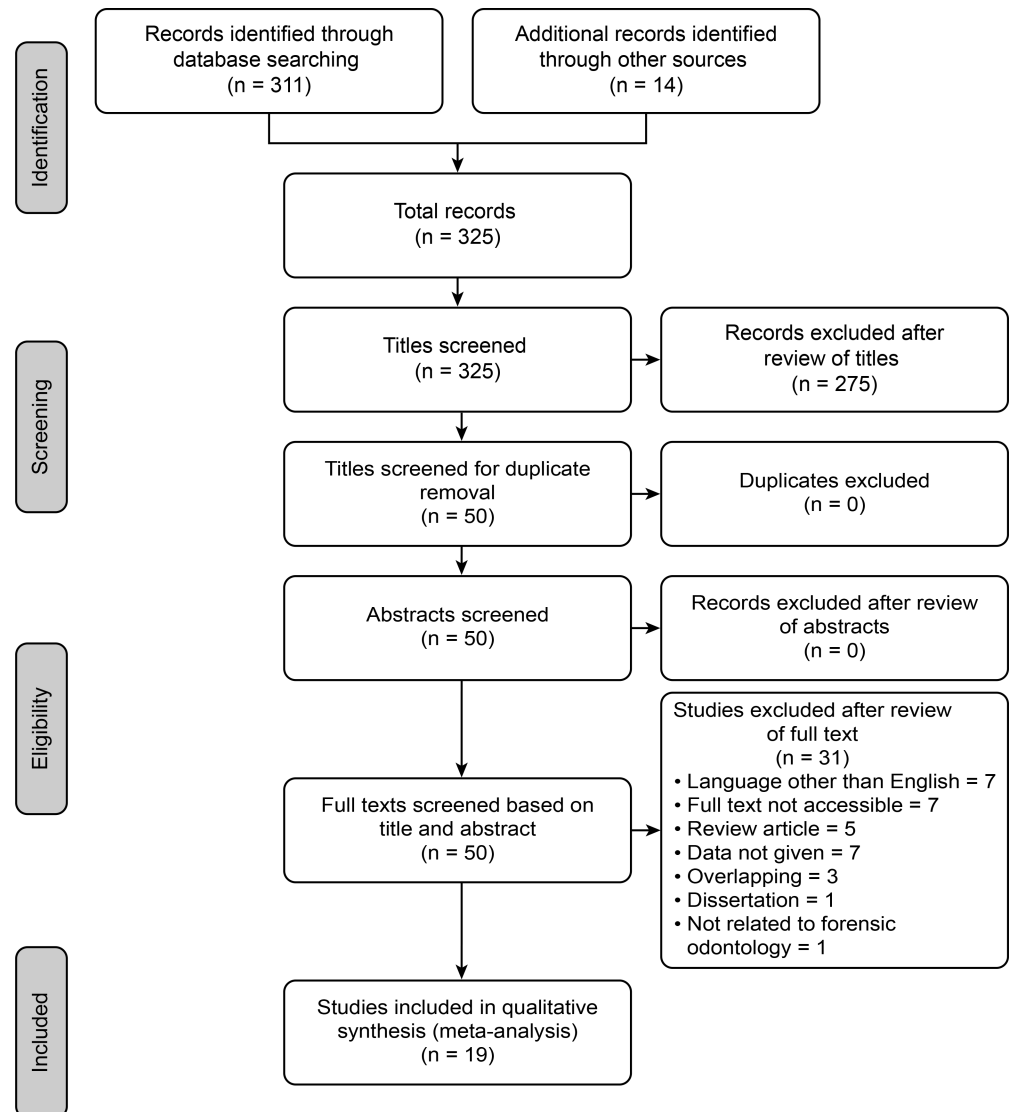 Identification
Records identified through
database searching
(n = 311)
Additional records identified
through other sources
(n = 14)
Total records
(n = 325)
Screening
Titles screened
(n = 325)
Records excluded after
review of titles
(n = 275)
Titles screened for duplicate
removal
(n = 50)
Duplicates excluded
(n = 0)
Eligibility
Abstracts screened
(n = 50)
Records excluded after review
of abstracts
(n = 0)
Full texts screened based on
title and abstract
(n = 50)
Studies excluded after review
of full text
(n = 31)
• Language other than English = 7
• Full text not accessible = 7
• Review article = 5
• Data not given = 7
• Overlapping = 3
• Dissertation = 1
• Not related to forensic
odontology = 1
Included
Studies included in qualitative
synthesis (meta-analysis)
(n = 19)